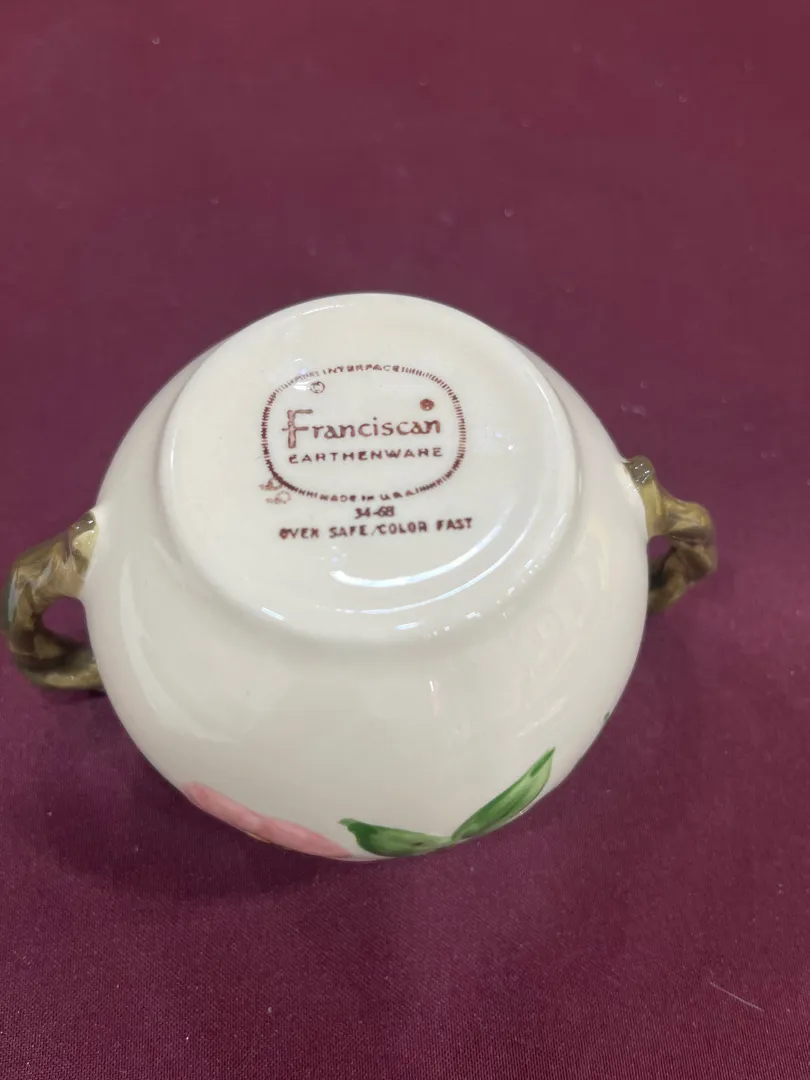 INTERPACE
©
Franciscan
®
EARTHENWARE
MADE IN U.S.A.
34-68
OVEN SAFE/COLOR FAST